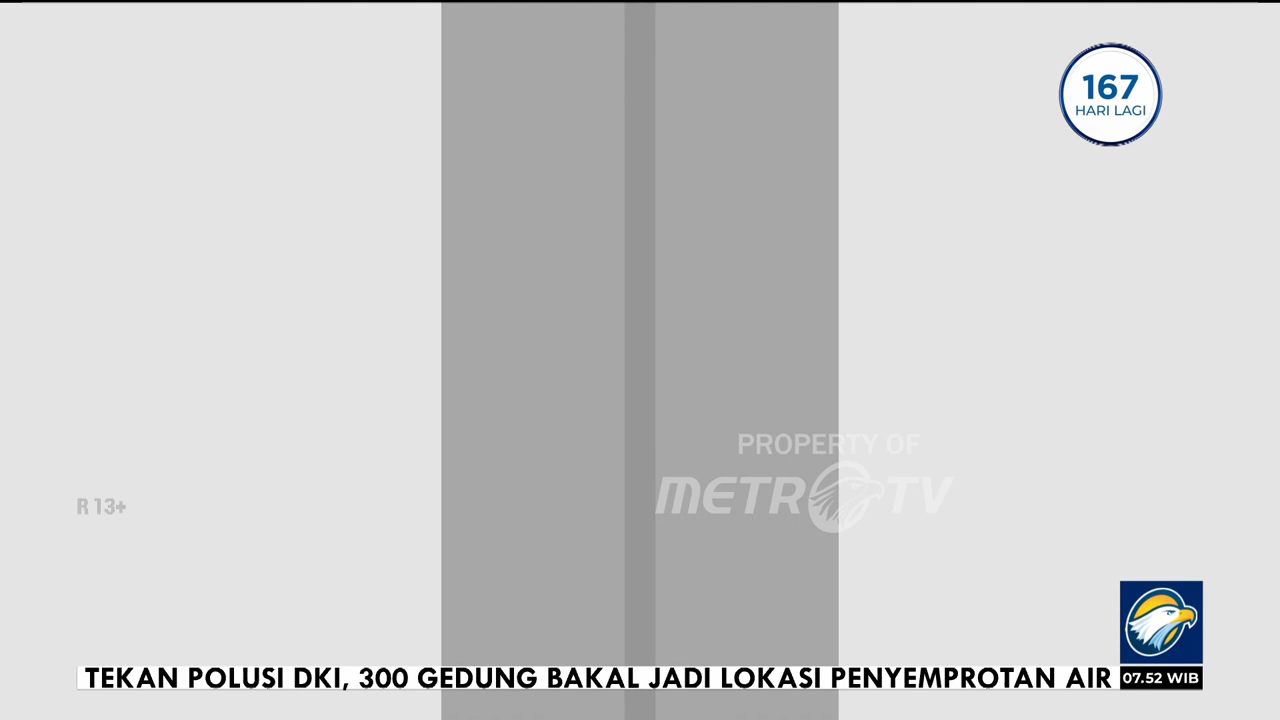 167
HARI LAGI
PROPERTY OF
METRO TV
R 13+
TEKAN POLUSI DKI, 300 GEDUNG BAKAL JADI LOKASI PENYEMPROTAN AIR
07.52 WIB